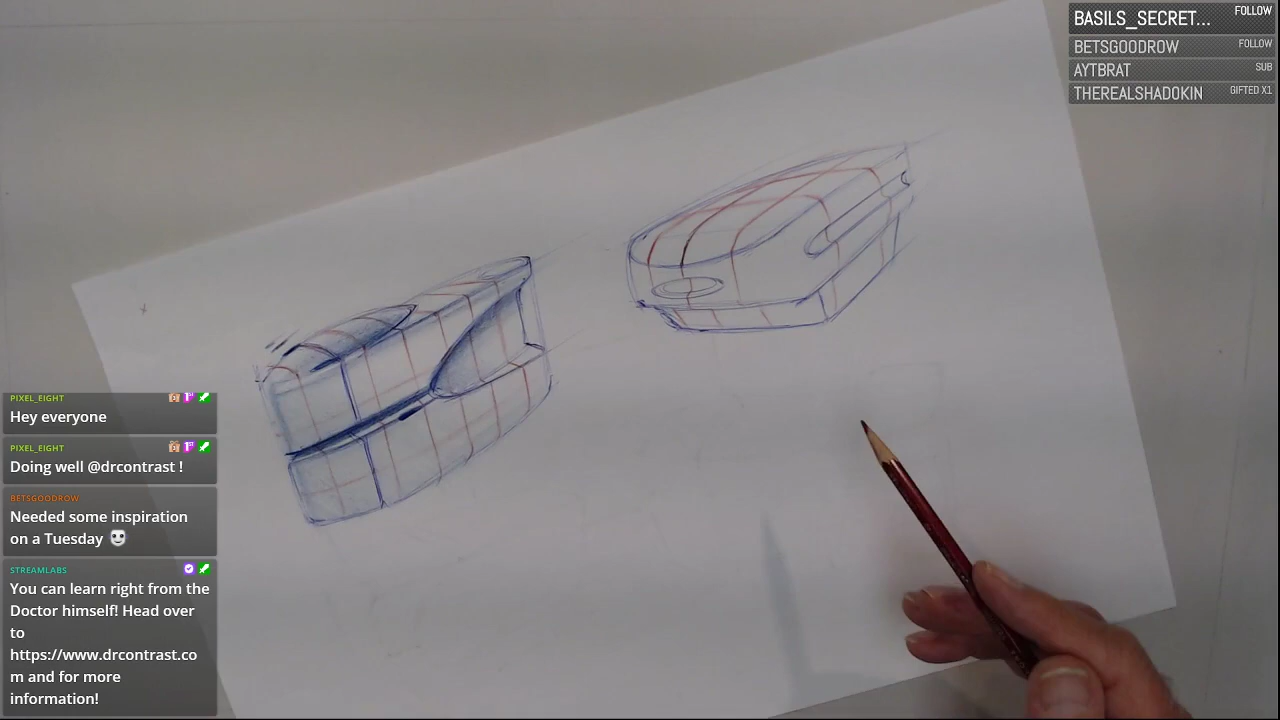 BASILS_SECRET...
FOLLOW
BETSGOODROW
FOLLOW
AYTBRAT
SUB
THEREALSHADOKIN
GIFTED X1
PIXEL_EIGHT
Hey everyone
PIXEL_EIGHT
Doing well @drcontrast !
BETSGOODROW
Needed some inspiration
on a Tuesday
STREAMLABS
You can learn right from the
Doctor himself! Head over
to
https://www.drcontrast.co
m and for more
information!